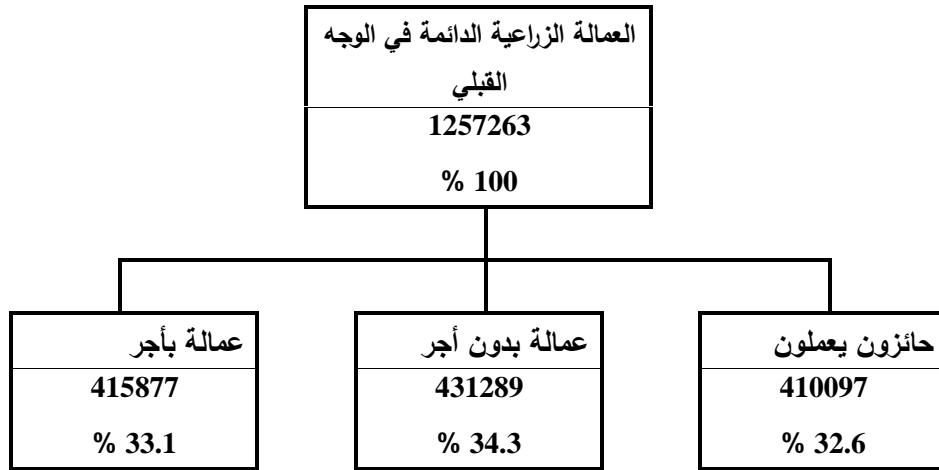 العمالة الزراعية الدائمة في الوجه
القبلي
1257263
% 100
حائزون يعملون
410097
% 32.6
عمالة بدون أجر
431289
% 34.3
عمالة بأجر
415877
% 33.1